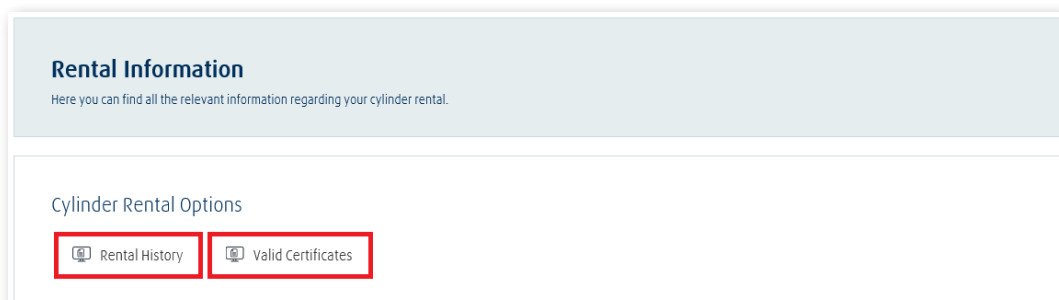 Rental Information
Here you can find all the relevant information regarding your cylinder rental.
Cylinder Rental Options
Rental History Valid Certificates